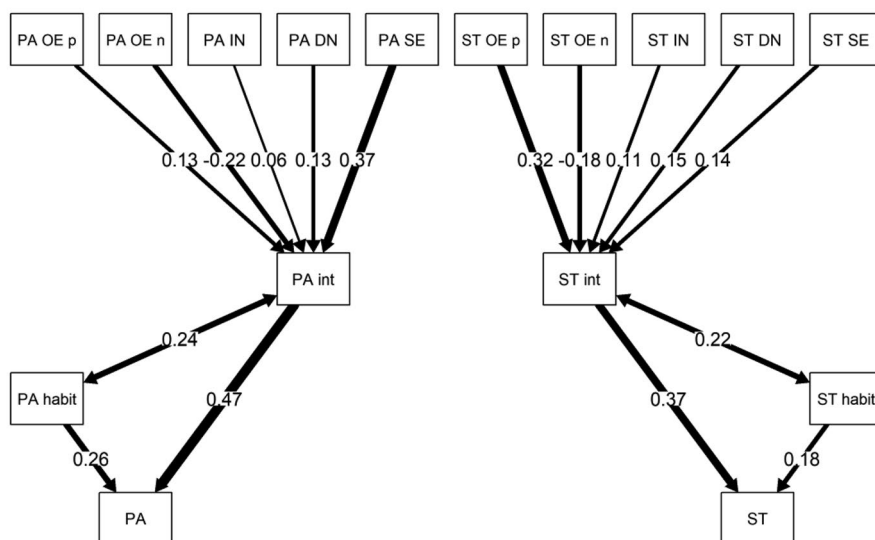 PA OE p PA OE n PA IN PA DN PA SE ST OE p ST OE n ST IN ST DN ST SE
0.13 -0.22 0.06 0.13 0.37 0.32 -0.18 0.11 0.15 0.14
PA int ST int
0.24 0.22
PA habit 0.47 0.37 ST habit
0.26 0.18
PA ST